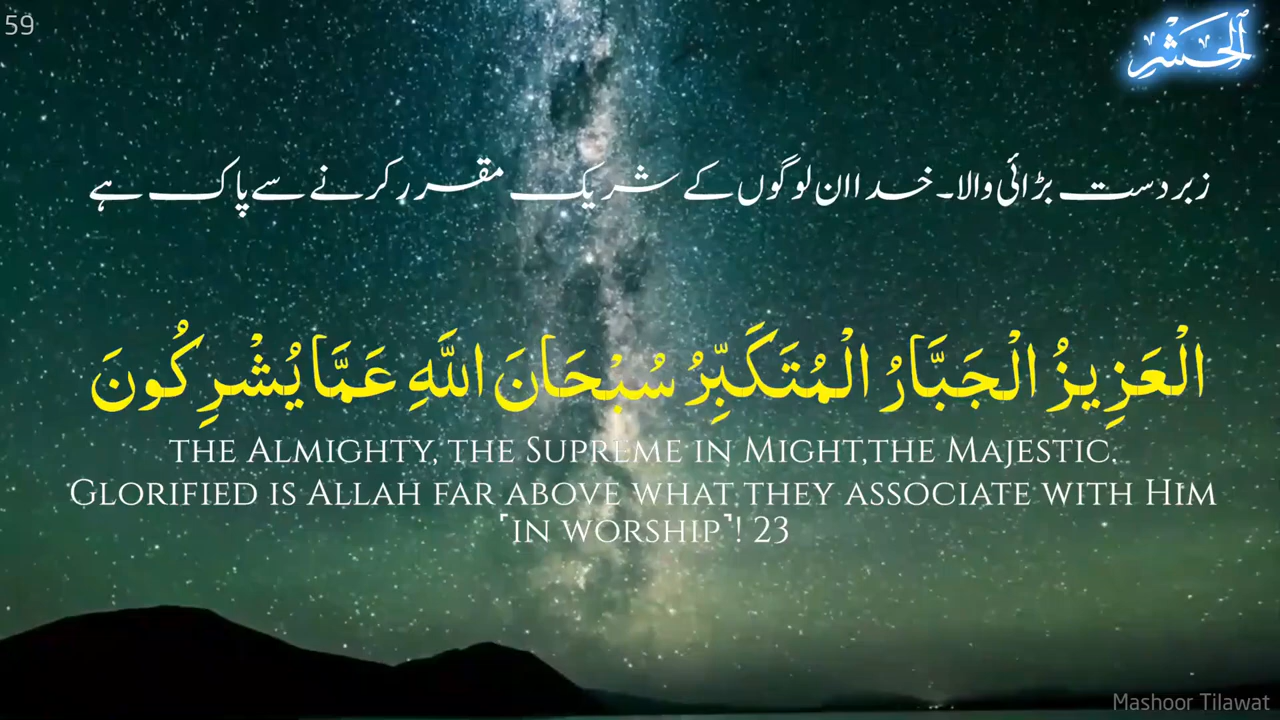 59
الحشر
زبردست بڑائی والا۔ خدا ان لوگوں کے شریک مقرر کرنے سے پاک ہے
الْعَزِيزُ الْجَبَّارُ الْمُتَكَبِّرُ سُبْحَانَ اللَّهِ عَمَّا يُشْرِكُونَ
the Almighty, the Supreme in Might,the Majestic.
Glorified is Allah far above what they associate with Him
˹in worship˺! 23
Mashoor Tilawat